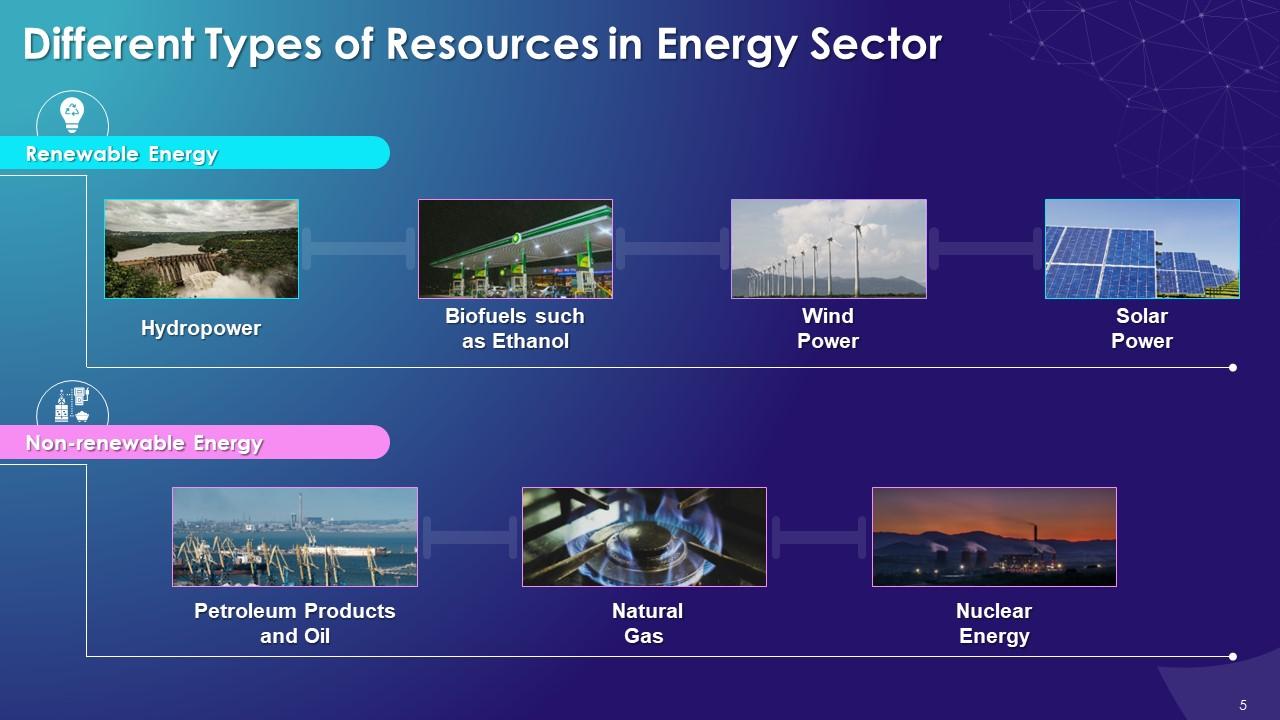 Different Types of Resources in Energy Sector
Renewable Energy
Hydropower
Biofuels such
as Ethanol
Wind
Power
Solar
Power
Non-renewable Energy
Petroleum Products
and Oil
Natural
Gas
Nuclear
Energy
5